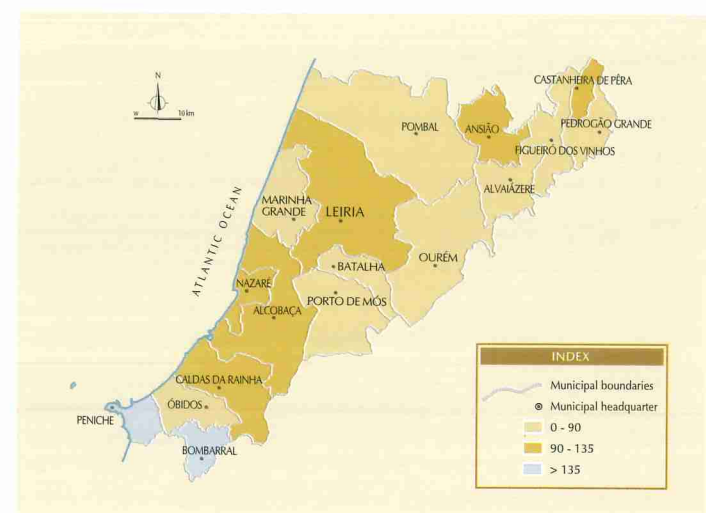 N
W
10 km
CASTANHEIRA DE PÊRA
POMBAL
ANSIÃO
PEDROGÃO GRANDE
FIGUEIRÓ DOS VINHOS
ALVAIÁZERE
MARINHA
GRANDE
LEIRIA
ATLANTIC OCEAN
BATALHA
OURÉM
NAZARÉ
PORTO DE MÓS
ALCOBAÇA
CALDAS DA RAINHA
ÓBIDOS
PENICHE
BOMBARRAL
INDEX
Municipal boundaries
Municipal headquarter
0 - 90
90 - 135
> 135